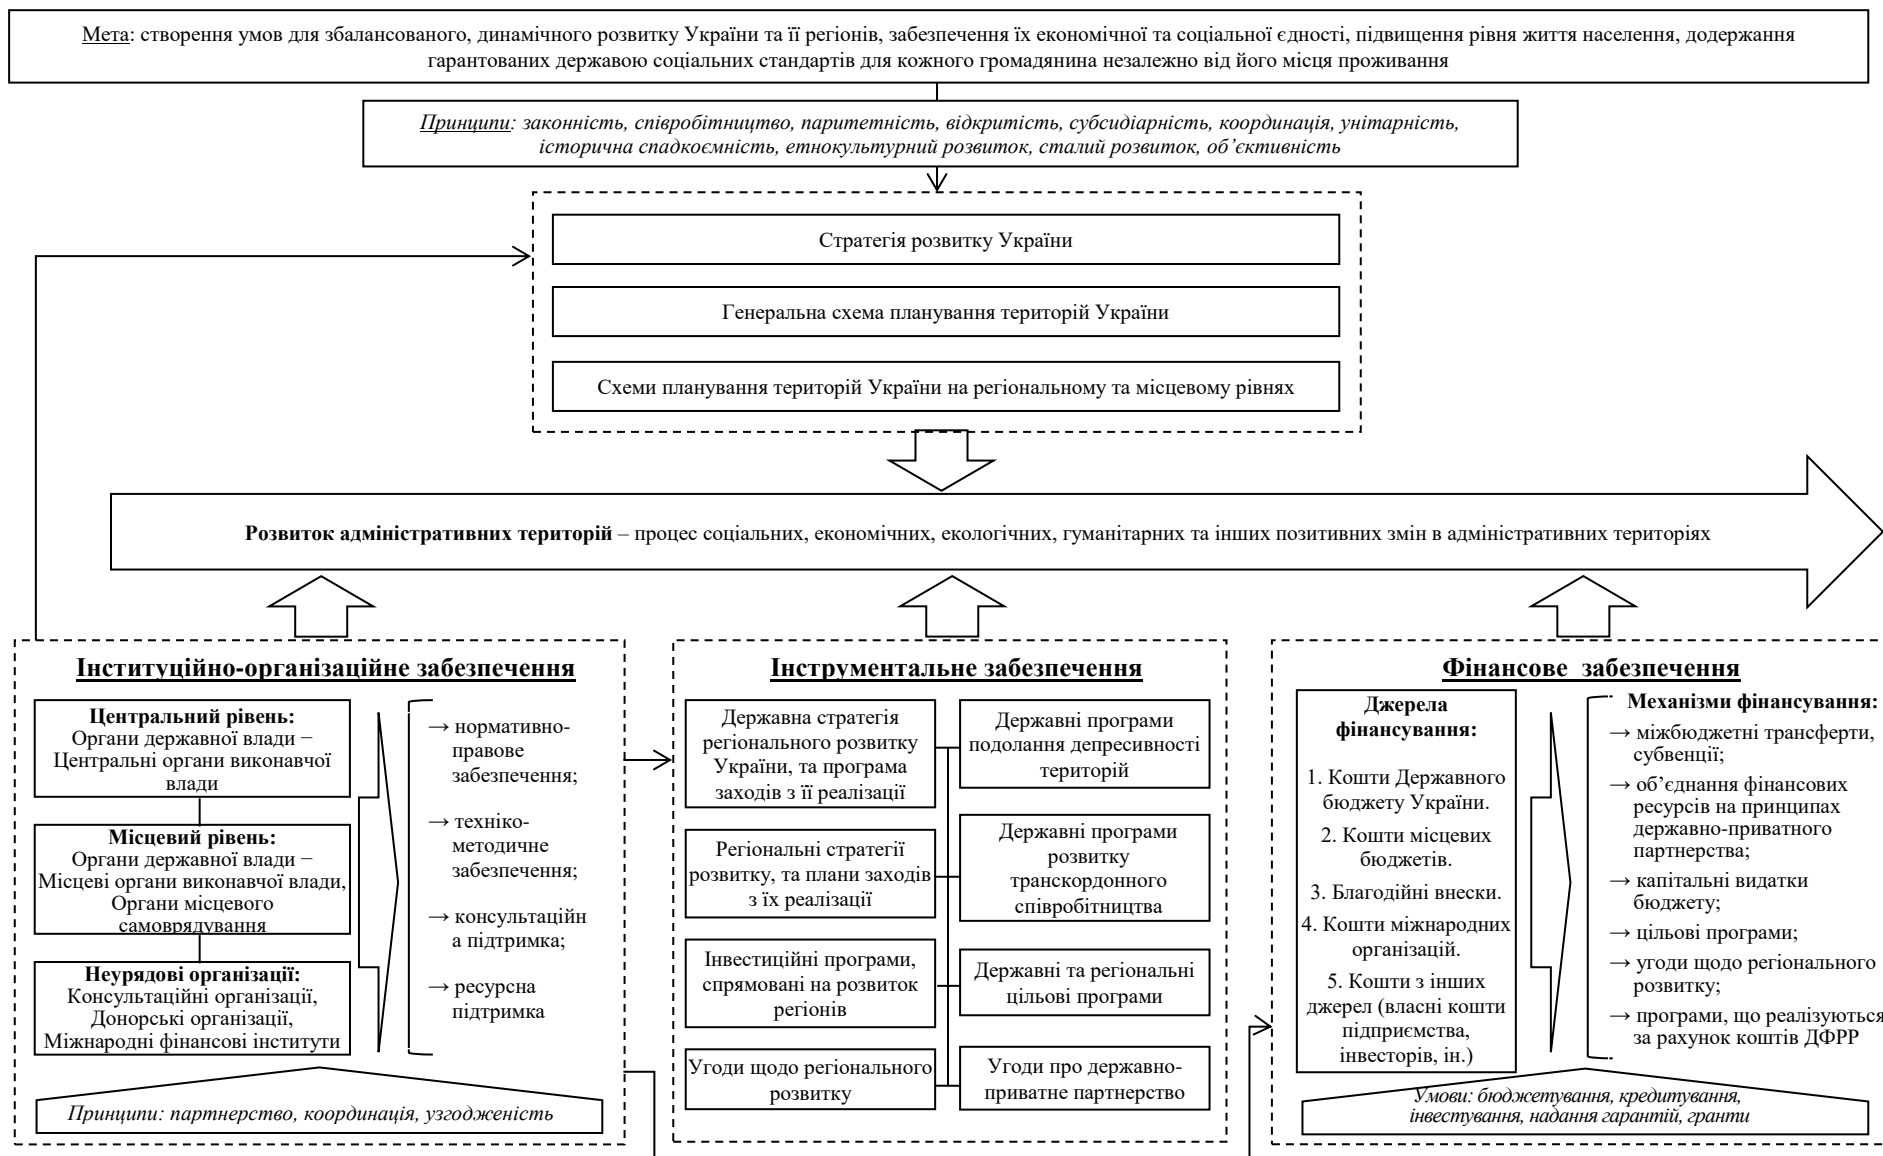 Мета: створення умов для збалансованого, динамічного розвитку України та її регіонів, забезпечення їх економічної та соціальної єдності, підвищення рівня життя населення, додержання
гарантованих державою соціальних стандартів для кожного громадянина незалежно від його місця проживання
Принципи: законність, співробітництво, паритетність, відкритість, субсидіарність, координація, унітарність,
історична спадкоємність, етнокультурний розвиток, сталий розвиток, об’єктивність
Стратегія розвитку України
Генеральна схема планування територій України
Схеми планування територій України на регіональному та місцевому рівнях
Розвиток адміністративних територій – процес соціальних, економічних, екологічних, гуманітарних та інших позитивних змін в адміністративних територіях
Інституційно-організаційне забезпечення
Центральний рівень:
Органи державної влади –
Центральні органи виконавчої
влади
Місцевий рівень:
Органи державної влади –
Місцеві органи виконавчої влади,
Органи місцевого
самоврядування
Неурядові організації:
Консультаційні організації,
Донорські організації,
Міжнародні фінансові інститути
→ нормативно-
правове
забезпечення;
→ техніко-
методичне
забезпечення;
→ консультаційн
а підтримка;
→ ресурсна
підтримка
Принципи: партнерство, координація, узгодженість
Інструментальне забезпечення
Державна стратегія
регіонального розвитку
України, та програма
заходів з її реалізації
Регіональні стратегії
розвитку, та плани заходів
з їх реалізації
Інвестиційні програми,
спрямовані на розвиток
регіонів
Угоди щодо регіонального
розвитку
Державні програми
подолання депресивності
територій
Державні програми
розвитку
транскордонного
співробітництва
Державні та регіональні
цільові програми
Угоди про державно-
приватне партнерство
Фінансове забезпечення
Джерела
фінансування:
1. Кошти Державного
бюджету України.
2. Кошти місцевих
бюджетів.
3. Благодійні внески.
4. Кошти міжнародних
організацій.
5. Кошти з інших
джерел (власні кошти
підприємства,
інвесторів, ін.)
Механізми фінансування:
→ міжбюджетні трансферти,
субвенції;
→ об’єднання фінансових
ресурсів на принципах
державно-приватного
партнерства;
→ капітальні видатки
бюджету;
→ цільові програми;
→ угоди щодо регіонального
розвитку;
→ програми, що реалізуються
за рахунок коштів ДФРР
Умови: бюджетування, кредитування,
інвестування, надання гарантій, гранти